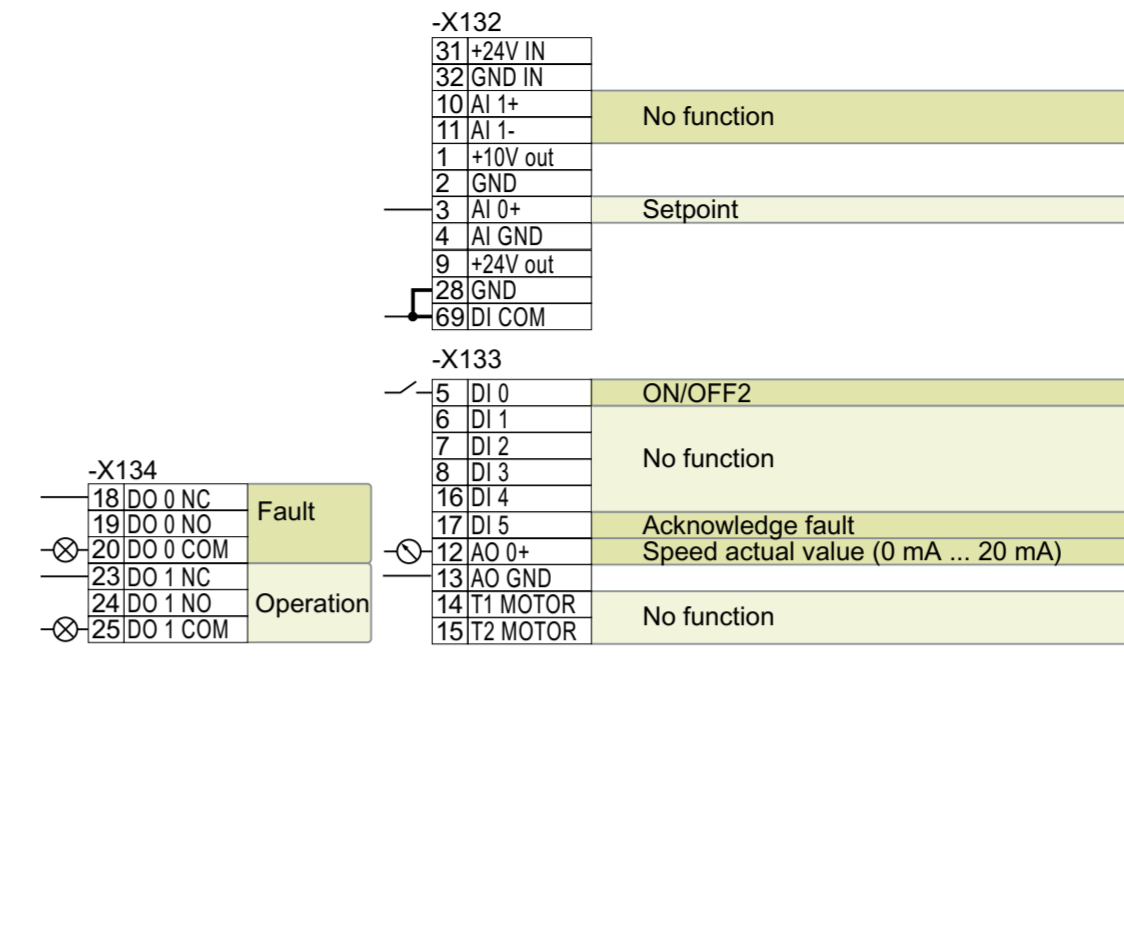 -X132
31 +24V IN
32 GND IN
10 AI 1+
No function
11 AI 1-
1 +10V out
2 GND
3 AI 0+ Setpoint
4 AI GND
9 +24V out
28 GND
69 DI COM
-X133
5 DI 0 ON/OFF2
6 DI 1
7 DI 2
No function
8 DI 3
16 DI 4
17 DI 5 Acknowledge fault
12 AO 0+ Speed actual value (0 mA ... 20 mA)
13 AO GND
14 T1 MOTOR
No function
15 T2 MOTOR
-X134
18 DO 0 NC
Fault
19 DO 0 NO
20 DO 0 COM
23 DO 1 NC
24 DO 1 NO Operation
25 DO 1 COM